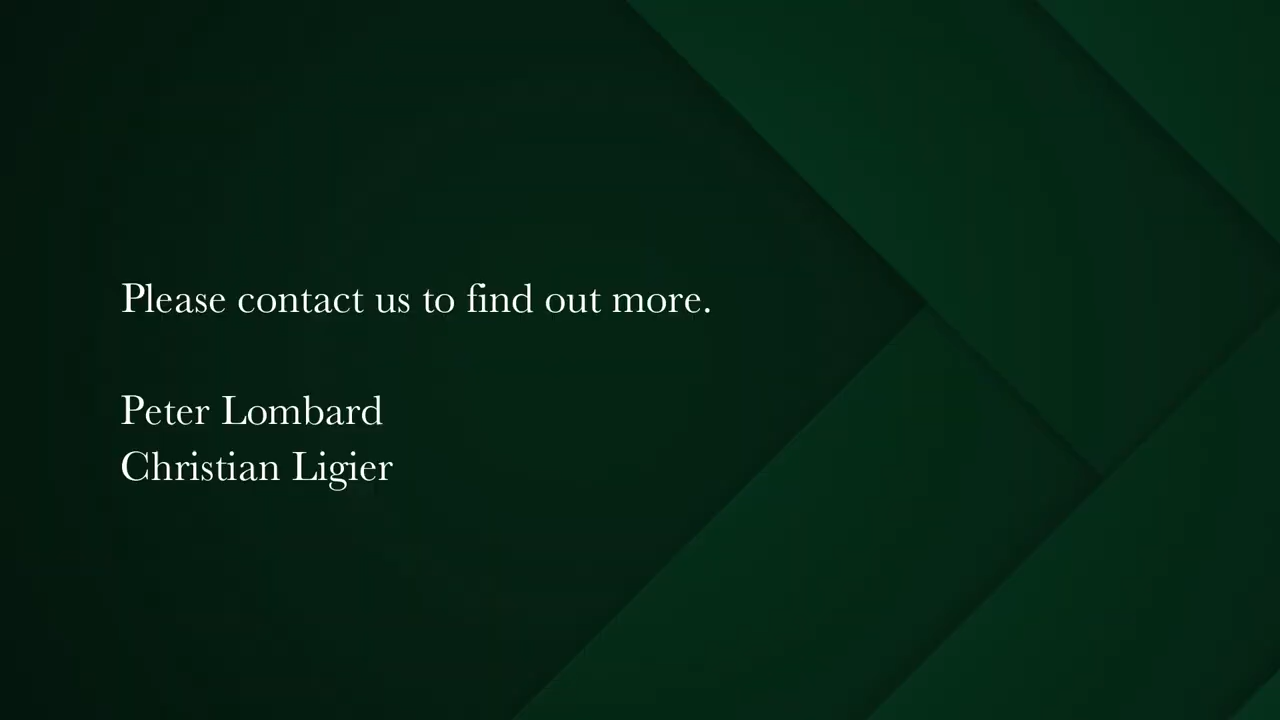 Please contact us to find out more.
Peter Lombard
Christian Ligier